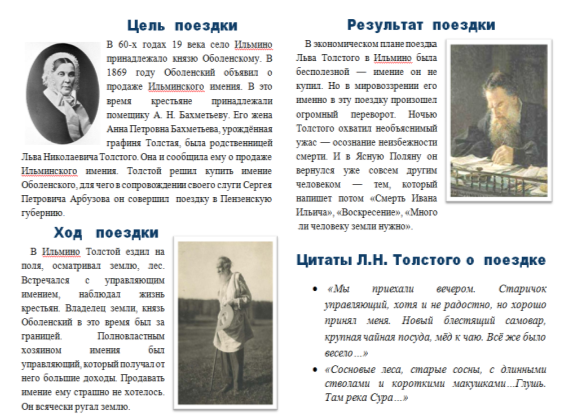 Цель поездки
В 60-х годах 19 века село Ильмино
принадлежало князю Оболенскому. В
1869 году Оболенский объявил о
продаже Ильминского имения. В это
время крестьяне принадлежали
помещику А. Н. Бахметьеву. Его жена
Анна Петровна Бахметьева, урождённая
графиня Толстая, была родственницей
Льва Николаевича Толстого. Она и сообщила ему о продаже
Ильминского имения. Толстой решил купить имение
Оболенского, для чего в сопровождении своего слуги Сергея
Петровича Арбузова он совершил поездку в Пензенскую
губернию.
Ход поездки
В Ильмино Толстой ездил на
поля, осматривал землю, лес.
Встречался с управляющим
имением, наблюдал жизнь
крестьян. Владелец земли, князь
Оболенский в это время был за
границей. Полновластным
хозяином имения был
управляющий, который получал от
него большие доходы. Продавать
имение ему страшно не хотелось.
Он всячески ругал землю.
Результат поездки
В экономическом плане поездка
Льва Толстого в Ильмино была
бесполезной — имение он не
купил. Но в мировоззрении его
именно в эту поездку произошел
огромный переворот. Ночью
Толстого охватил необъяснимый
ужас — осознание неизбежности
смерти. И в Ясную Поляну он
вернулся уже совсем другим
человеком — тем, который
напишет потом «Смерть Ивана
Ильича», «Воскресение», «Много
ли человеку земли нужно».
Цитаты Л.Н. Толстого о поездке
• «Мы приехали вечером. Старичок
управляющий, хотя и не радостно, но хорошо
принял меня. Новый блестящий самовар,
крупная чайная посуда, мёд к чаю. Всё же было
весело…»
• «Сосновые леса, старые сосны, с длинными
стволами и короткими макушками…Глушь.
Там река Сура…»